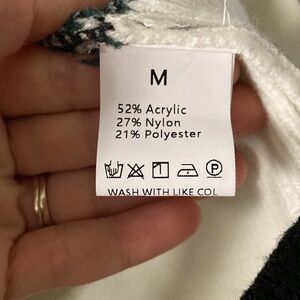 M
52% Acrylic
27% Nylon
21% Polyester
P
WASH WITH LIKE COL